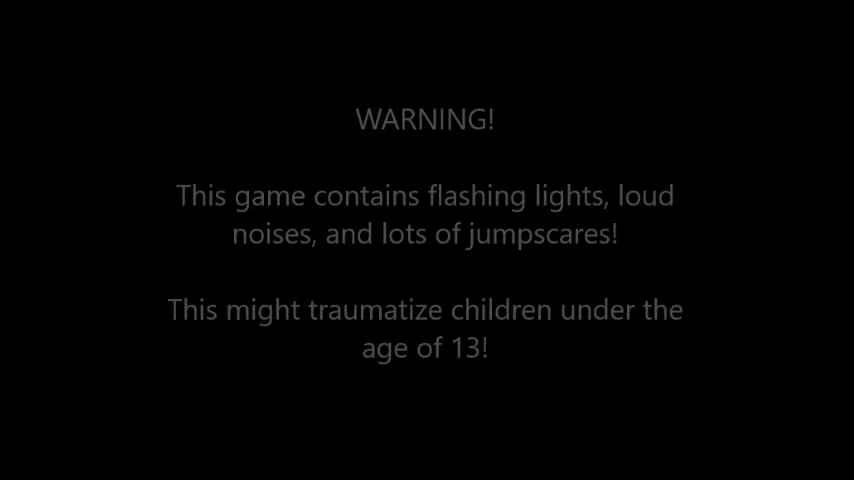 WARNING!
This game contains flashing lights, loud
noises, and lots of jumpscares!
This might traumatize children under the
age of 13!